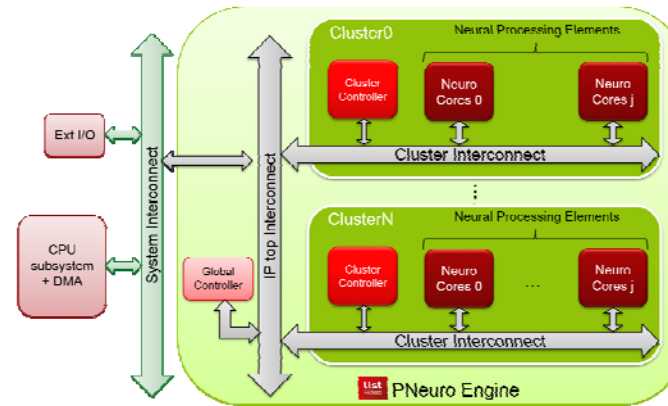 Cluster0
Neural Processing Elements
Cluster
Controller
Neuro
Cores 0
Neuro
Cores j
Cluster Interconnect
Ext I/O
System Interconnect
IP top Interconnect
CPU
subsystem
+ DMA
Global
Controller
ClusterN
Neural Processing Elements
Cluster
Controller
Neuro
Cores 0
...
Neuro
Cores j
Cluster Interconnect
list
PNeuro Engine